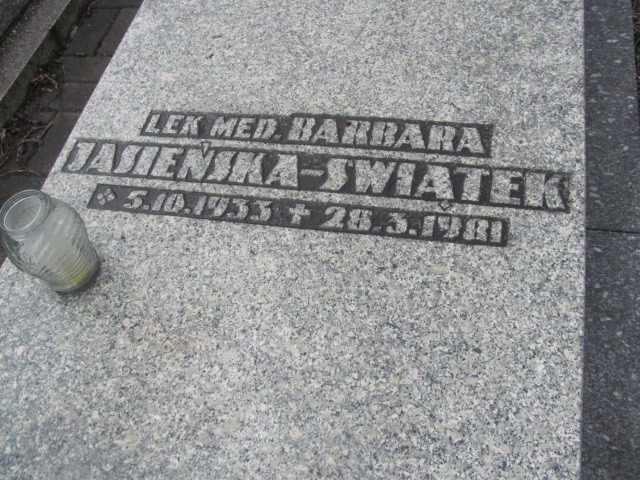 LEK MED. BARBARA
JASIEŃSKA-ŚWIĄTEK
5.10.1933 ✝ 28.3.1981